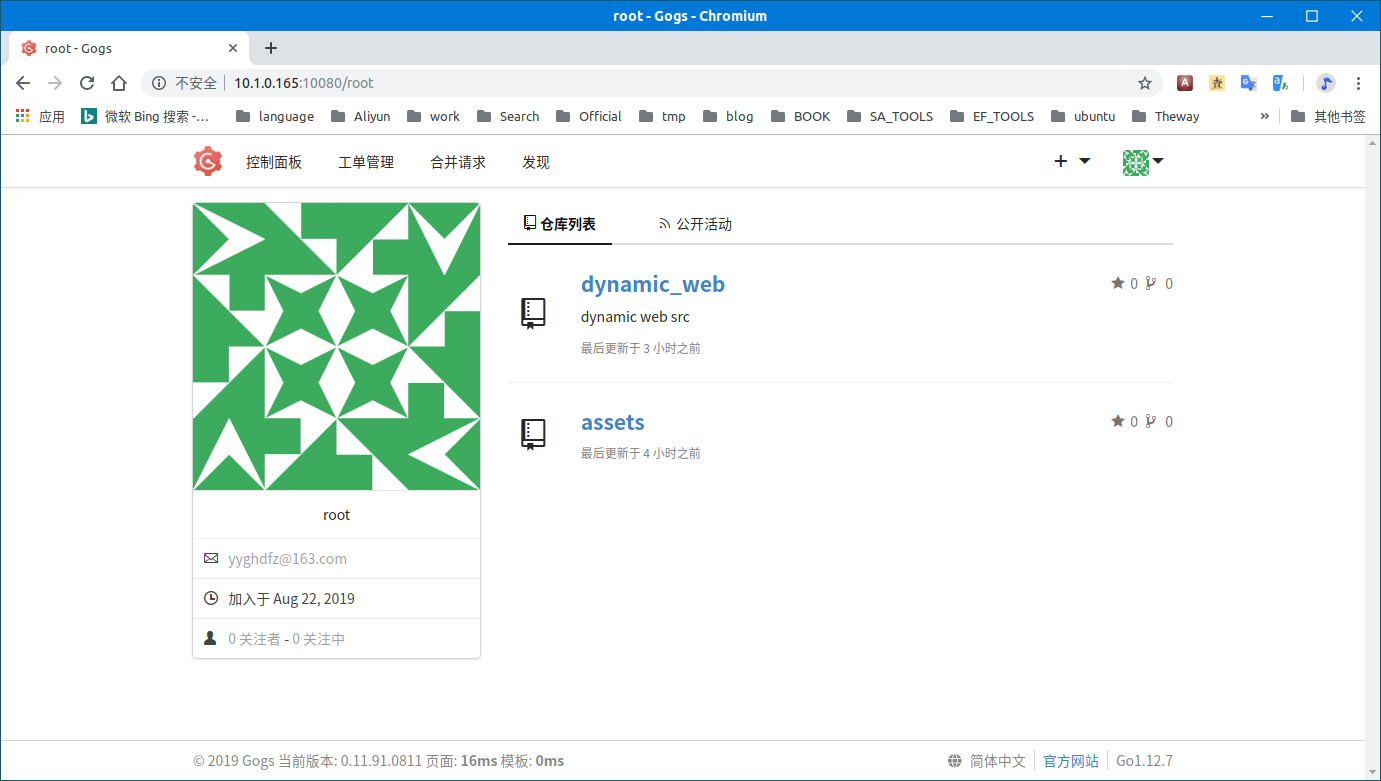 root - Gogs - Chromium
root - Gogs
不安全 10.1.0.165:10080/root
应用 微软 Bing 搜索 -... language Aliyun work Search Official tmp blog BOOK SA_TOOLS EF_TOOLS ubuntu Theway » 其他书签
控制面板 工单管理 合并请求 发现
仓库列表 公开活动
dynamic_web 0 0
dynamic web src
最后更新于 3 小时之前
assets 0 0
最后更新于 4 小时之前
root
yyghdfz@163.com
加入于 Aug 22, 2019
0 关注者 - 0 关注中
© 2019 Gogs 当前版本: 0.11.91.0811 页面: 16ms 模板: 0ms 简体中文 官方网站 Go1.12.7